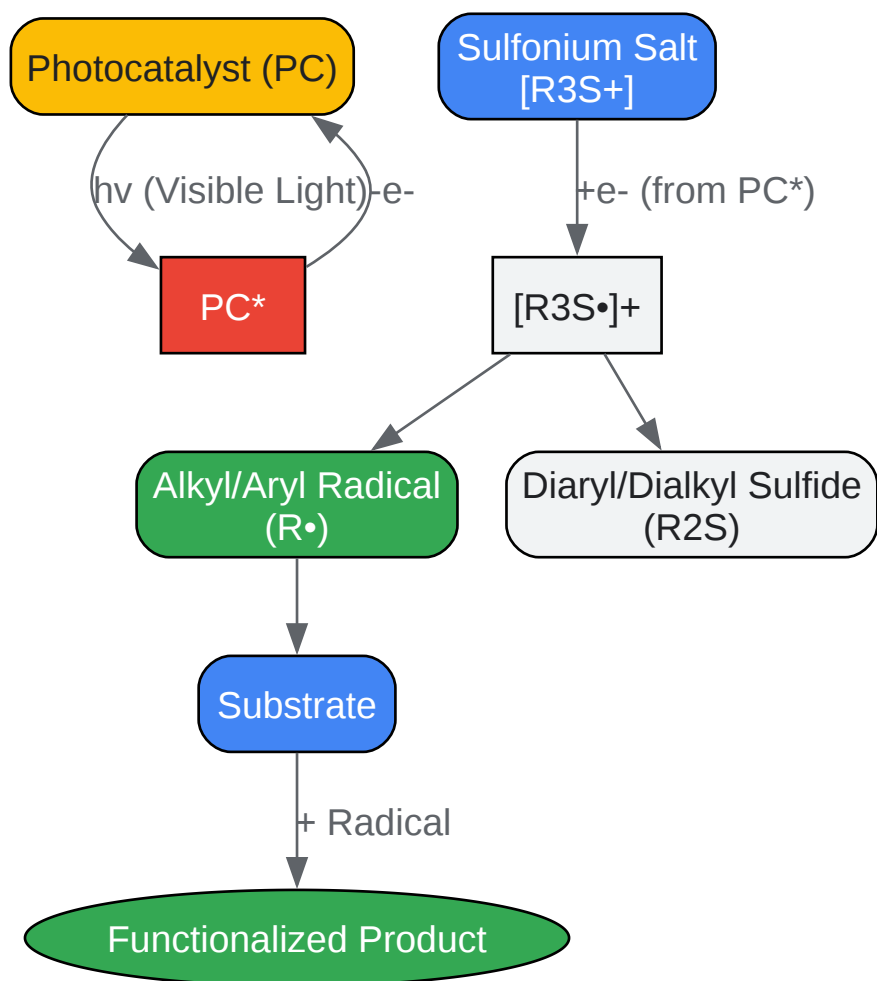 Photocatalyst (PC)
Sulfonium Salt
[R3S+]
hv (Visible Light)
-e-
+e- (from PC*)
PC*
[R3S•]+
Alkyl/Aryl Radical
(R•)
Diaryl/Dialkyl Sulfide
(R2S)
Substrate
+ Radical
Functionalized Product